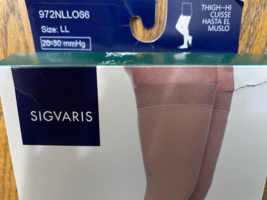 972NLLO66
Size: LL
20-30 mmHg
THIGH-HI
CUISSE
HASTA EL
MUSLO
SIGVARIS